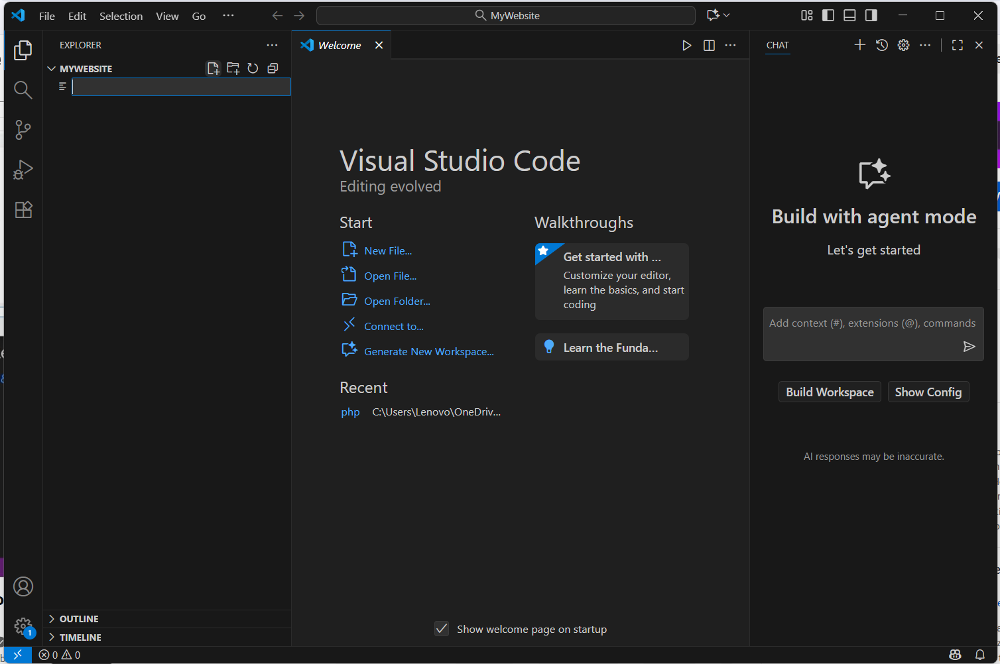 File Edit Selection View Go ···
MyWebsite
EXPLORER
MYWEBSITE
Welcome
Visual Studio Code
Editing evolved
Start
New File...
Open File...
Open Folder...
Connect to...
Generate New Workspace...
Recent
php C:\Users\Lenovo\OneDriv...
Walkthroughs
Get started with ...
Customize your editor,
learn the basics, and start
coding
Learn the Funda...
Show welcome page on startup
CHAT
Build with agent mode
Let's get started
Add context (#), extensions (@), commands
Build Workspace Show Config
AI responses may be inaccurate.
OUTLINE
TIMELINE
1
0 0